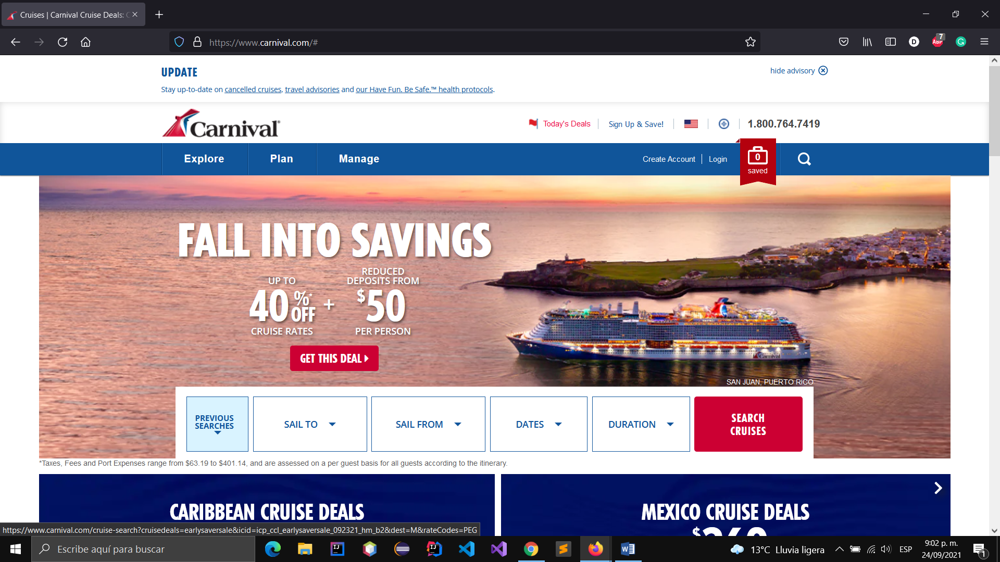 Cruises | Carnival Cruise Deals: C
https://www.carnival.com/#
ABP
7
D
UPDATE
hide advisory
Stay up-to-date on cancelled cruises, travel advisories and our Have Fun. Be Safe.™ health protocols.
Carnival®
Today's Deals
Sign Up & Save!
1.800.764.7419
Explore
Plan
Manage
Create Account
Login
0
saved
FALL INTO SAVINGS
UP TO
40%* OFF
CRUISE RATES
+
REDUCED
DEPOSITS FROM
$50
PER PERSON
GET THIS DEAL
Carnival
SAN JUAN, PUERTO RICO
PREVIOUS
SEARCHES
SAIL TO
SAIL FROM
DATES
DURATION
SEARCH
CRUISES
*Taxes, Fees and Port Expenses range from $63.19 to $401.14, and are assessed on a per guest basis for all guests according to the itinerary.
CARIBBEAN CRUISE DEALS
MEXICO CRUISE DEALS
https://www.carnival.com/cruise-search?cruisedeals=earlysaversale&icid=icp_ccl_earlysaversale_092321_hm_b2&dest=M&rateCodes=PEG
Escribe aquí para buscar
IJ
IJ
13°C Lluvia ligera
ESP
9:02 p. m.
24/09/2021
1